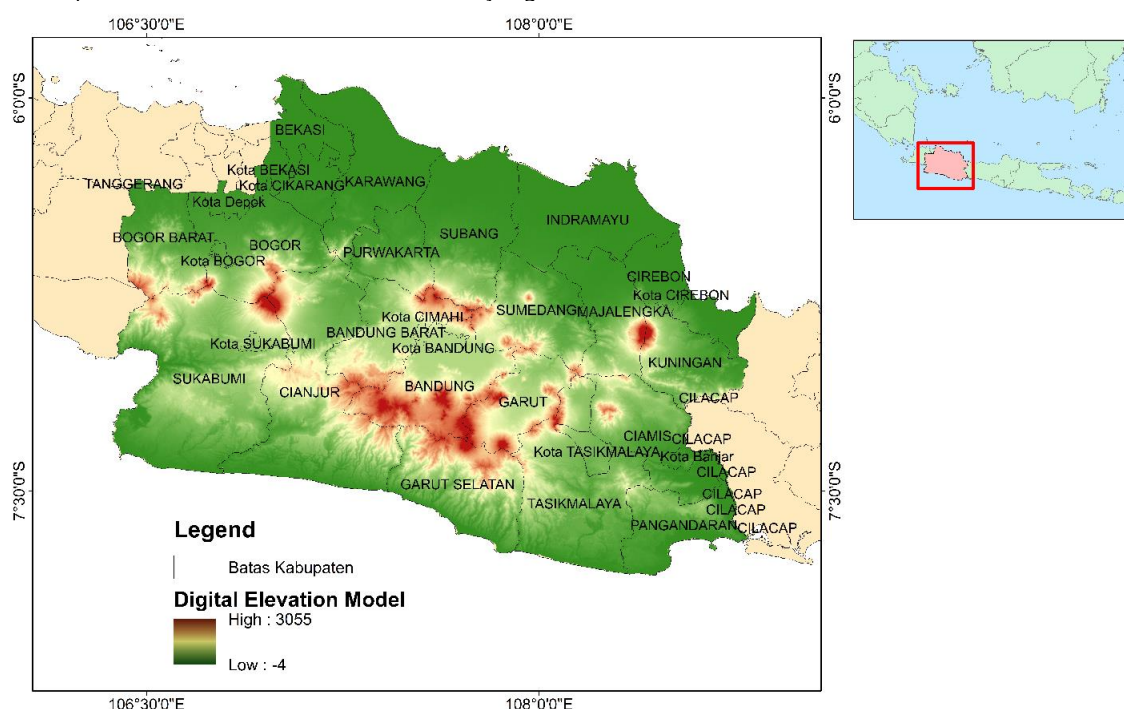 106°30'0"E
108°0'0"E
6°0'0"S
6°0'0"S
BEKASI
Kota BEKASI
TANGGERANG
Kota CIKARANG
KARAWANG
Kota Depok
INDRAMAYU
BOGOR BARAT
BOGOR
SUBANG
PURWAKARTA
Kota BOGOR
CIREBON
Kota CIREBON
SUMEDANG
MAJALENGKA
Kota CIMAHI
BANDUNG BARAT
Kota SUKABUMI
Kota BANDUNG
KUNINGAN
SUKABUMI
CIANJUR
BANDUNG
GARUT
CILACAP
CIAMIS
CILACAP
Kota TASIKMALAYA
Kota Banjar
CILACAP
GARUT SELATAN
TASIKMALAYA
CILACAP
CILACAP
PANGANDARAN
CILACAP
7°30'0"S
7°30'0"S
Legend
Batas Kabupaten
Digital Elevation Model
High : 3055
Low : -4
106°30'0"E
108°0'0"E